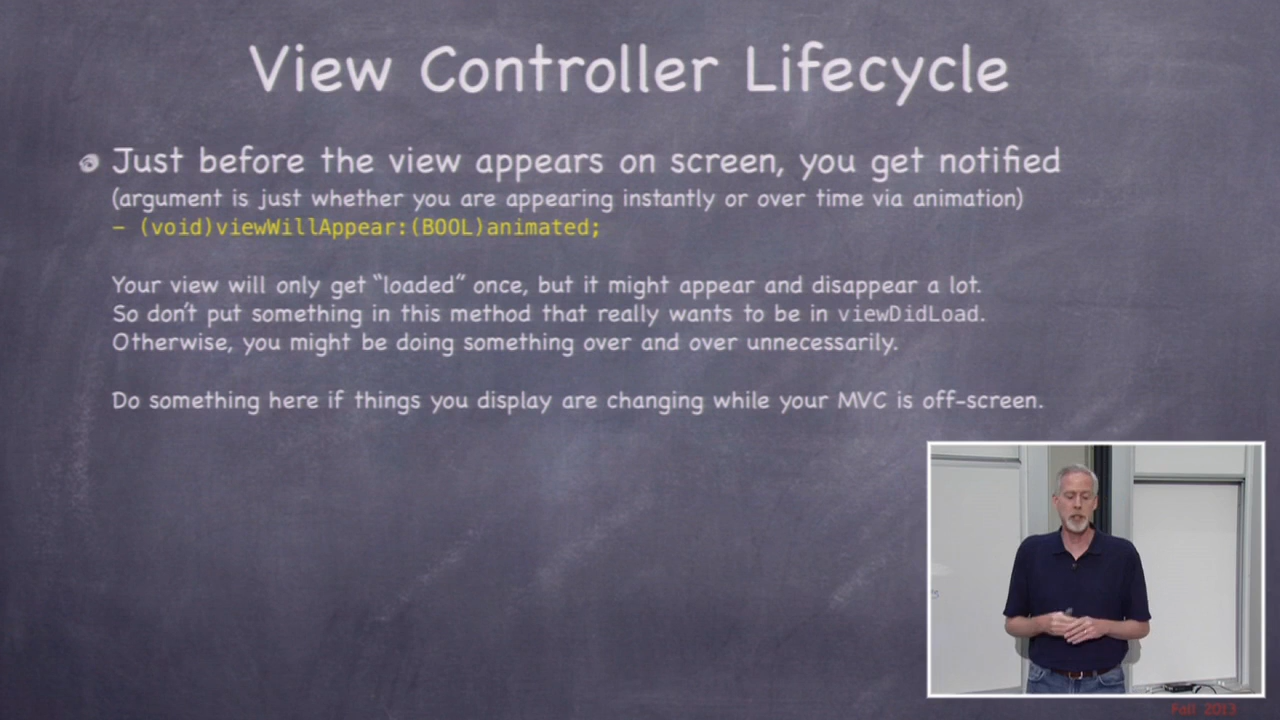 View Controller Lifecycle
Just before the view appears on screen, you get notified
(argument is just whether you are appearing instantly or over time via animation)
- (void)viewWillAppear:(BOOL)animated;
Your view will only get “loaded” once, but it might appear and disappear a lot.
So don’t put something in this method that really wants to be in viewDidLoad.
Otherwise, you might be doing something over and over unnecessarily.
Do something here if things you display are changing while your MVC is off-screen.
Fall 2013